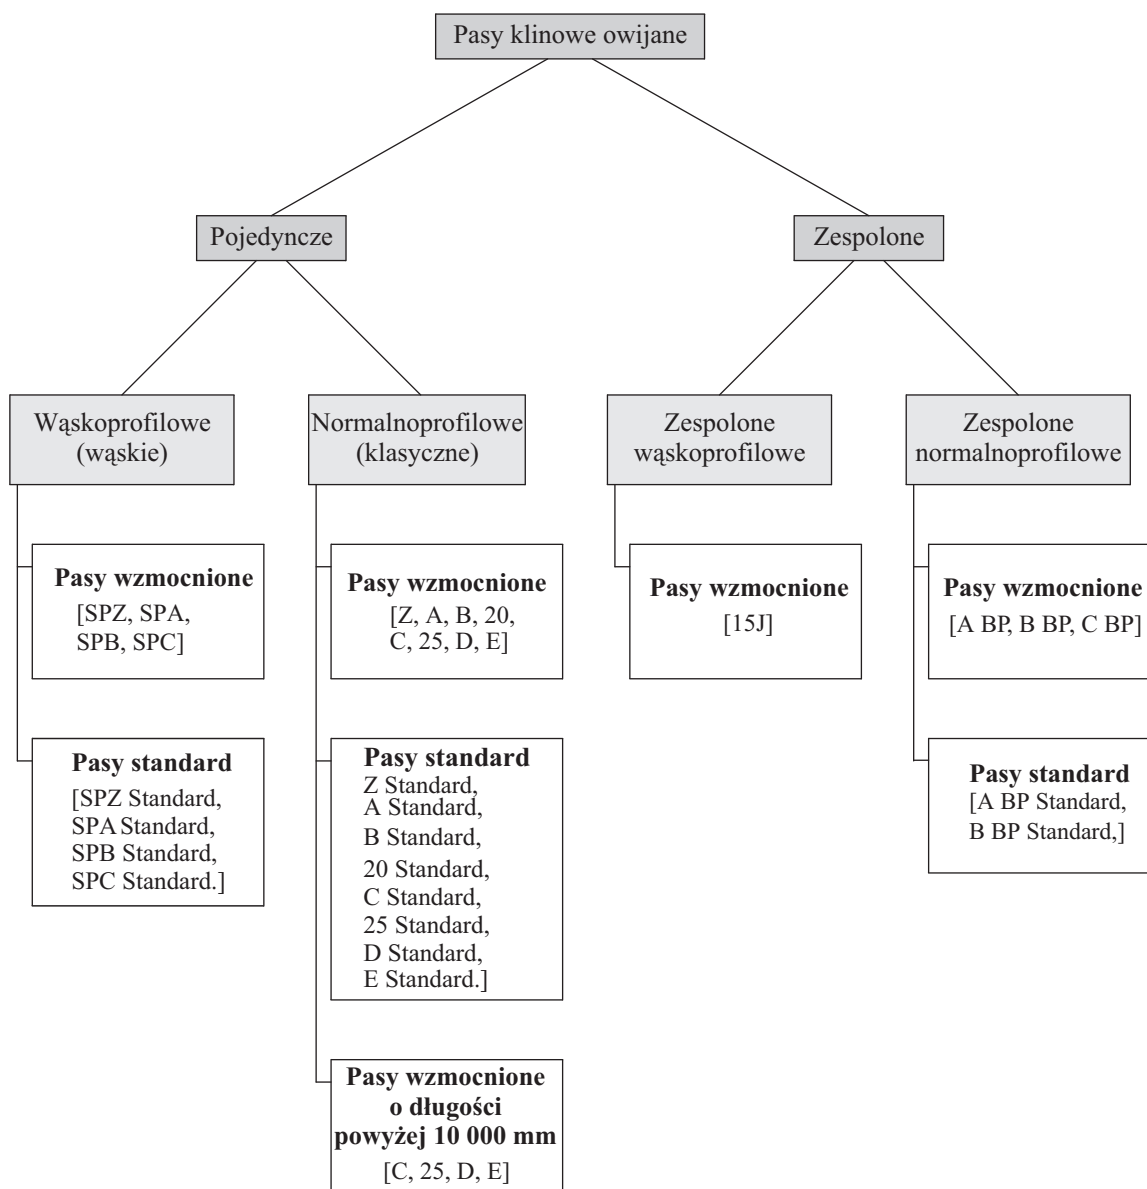 Pasy klinowe owijane
Pojedyncze
Zespolone
Wąskoprofilowe
(wąskie)
Normalnoprofilowe
(klasyczne)
Zespolone
wąskoprofilowe
Zespolone
normalnoprofilowe
Pasy wzmocnione
[SPZ, SPA,
SPB, SPC]
Pasy wzmocnione
[Z, A, B, 20,
C, 25, D, E]
Pasy wzmocnione
[15J]
Pasy wzmocnione
[A BP, B BP, C BP]
Pasy standard
[SPZ Standard,
SPA Standard,
SPB Standard,
SPC Standard.]
Pasy standard
Z Standard,
A Standard,
B Standard,
20 Standard,
C Standard,
25 Standard,
D Standard,
E Standard.]
Pasy standard
[A BP Standard,
B BP Standard,]
Pasy wzmocnione
o długości
powyżej 10 000 mm
[C, 25, D, E]